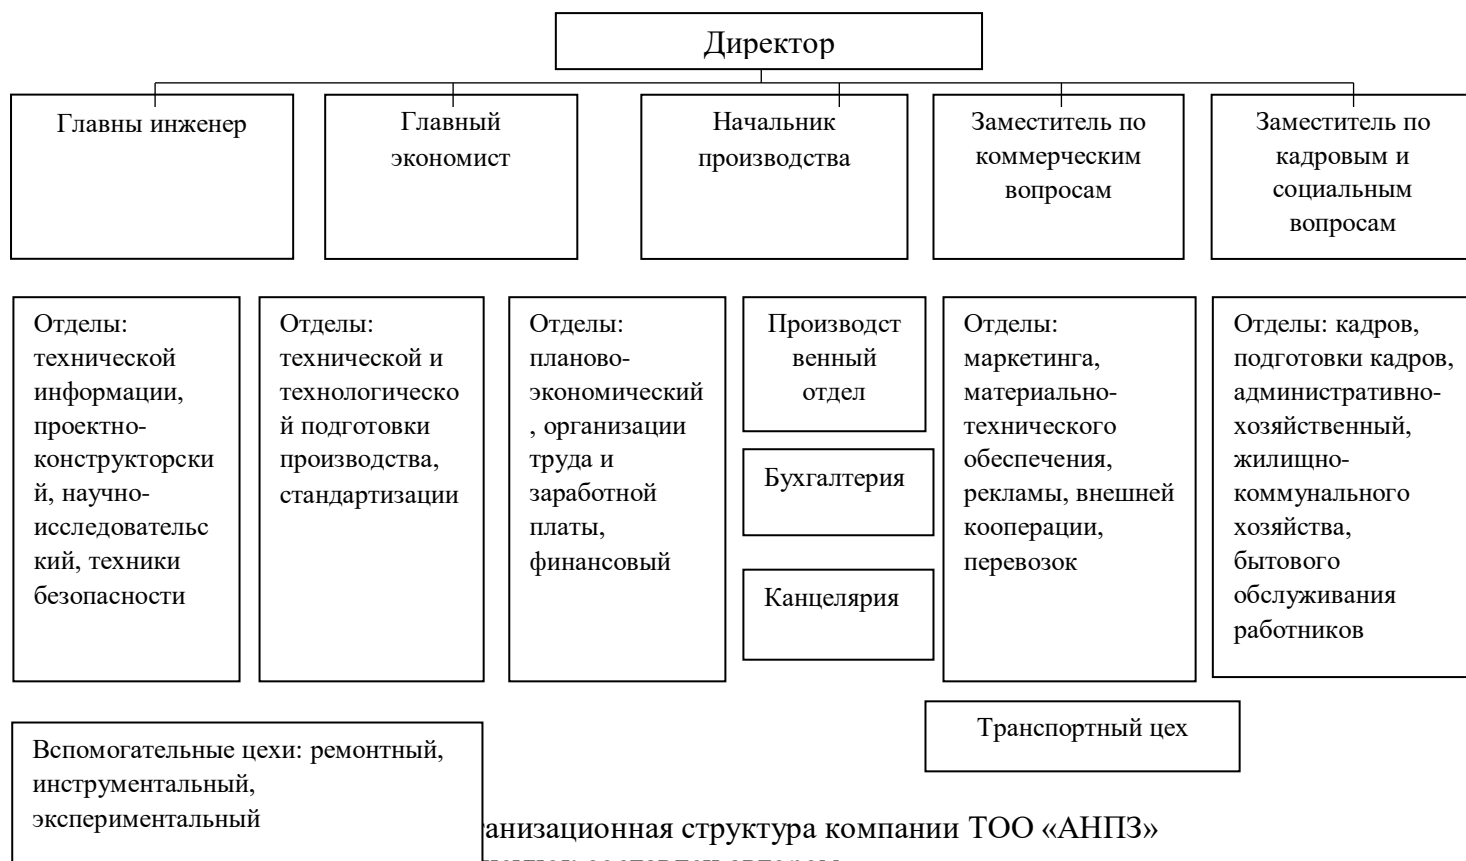 Директор
Главны инженер
Главный
экономист
Начальник
производства
Заместитель по
коммерческим
вопросам
Заместитель по
кадровым и
социальным
вопросам
Отделы:
технической
информации,
проектно-
конструкторски
й, научно-
исследовательс
кий, техники
безопасности
Отделы:
технической и
технологическо
й подготовки
производства,
стандартизации
Отделы:
планово-
экономический
, организации
труда и
заработной
платы,
финансовый
Производст
венный
отдел
Бухгалтерия
Канцелярия
Отделы:
маркетинга,
материально-
технического
обеспечения,
рекламы, внешней
кооперации,
перевозок
Отделы: кадров,
подготовки кадров,
административно-
хозяйственный,
жилищно-
коммунального
хозяйства,
бытового
обслуживания
работников
Транспортный цех
Вспомогательные цехи: ремонтный,
инструментальный,
экспериментальный
анизационная структура компании ТОО «АНПЗ»